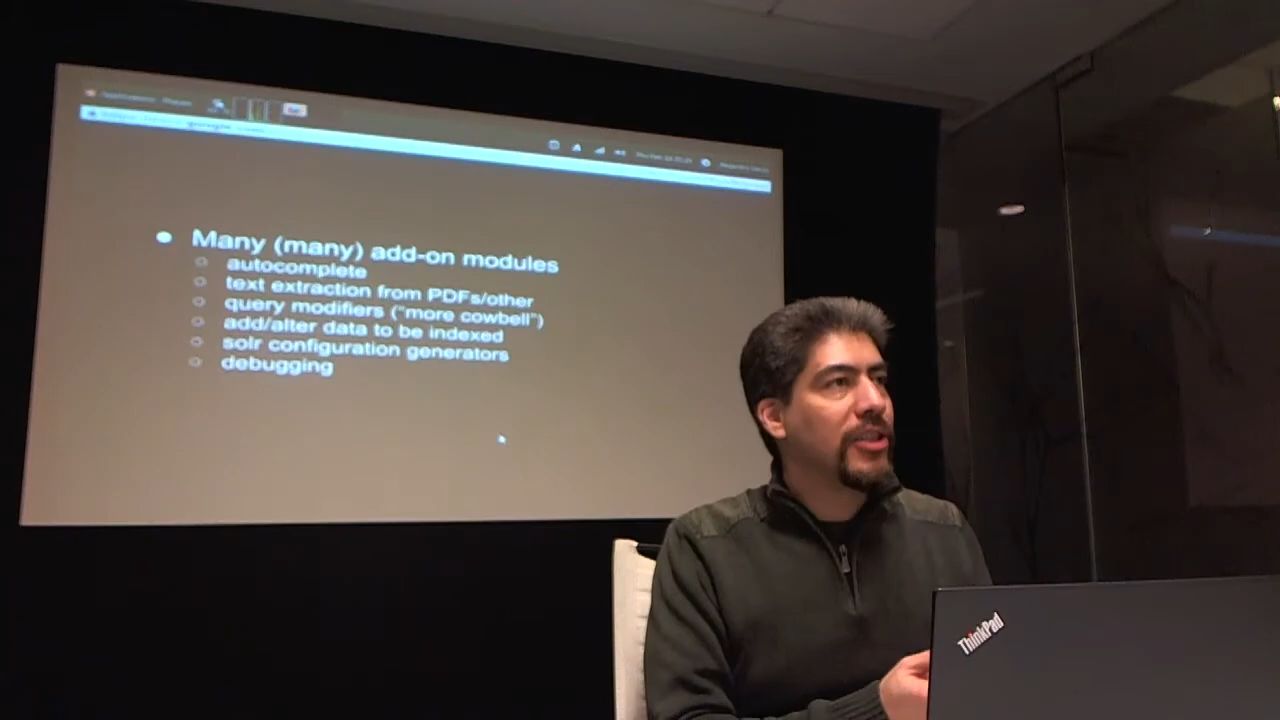 Many (many) add-on modules
autocomplete
text extraction from PDFs/other
query modifiers ("more cowbell")
add/alter data to be indexed
solr configuration generators
debugging
ThinkPad